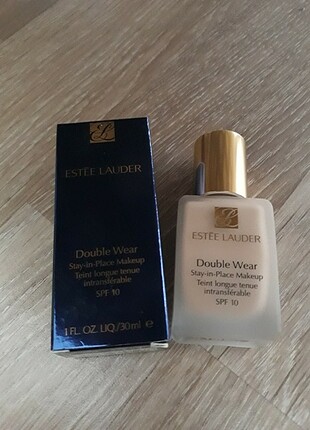 ESTĒE LAUDER
Double Wear
Stay-in-Place Makeup
Teint longue tenue
intransférable
SPF 10
1 FL. OZ. LIQ./30ml e
ESTĒE LAUDER
Double Wear
Stay-in-Place Makeup
Teint longue tenue
intransférable
SPF 10